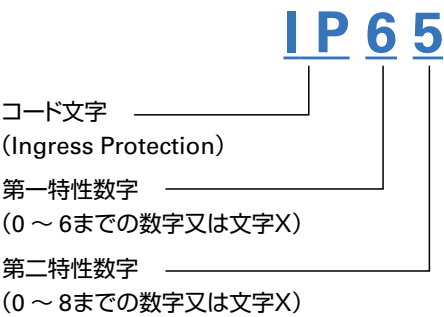 IP65
コード文字
（Ingress Protection）
第一特性数字
（0 ～ 6までの数字又は文字X）
第二特性数字
（0 ～ 8までの数字又は文字X）